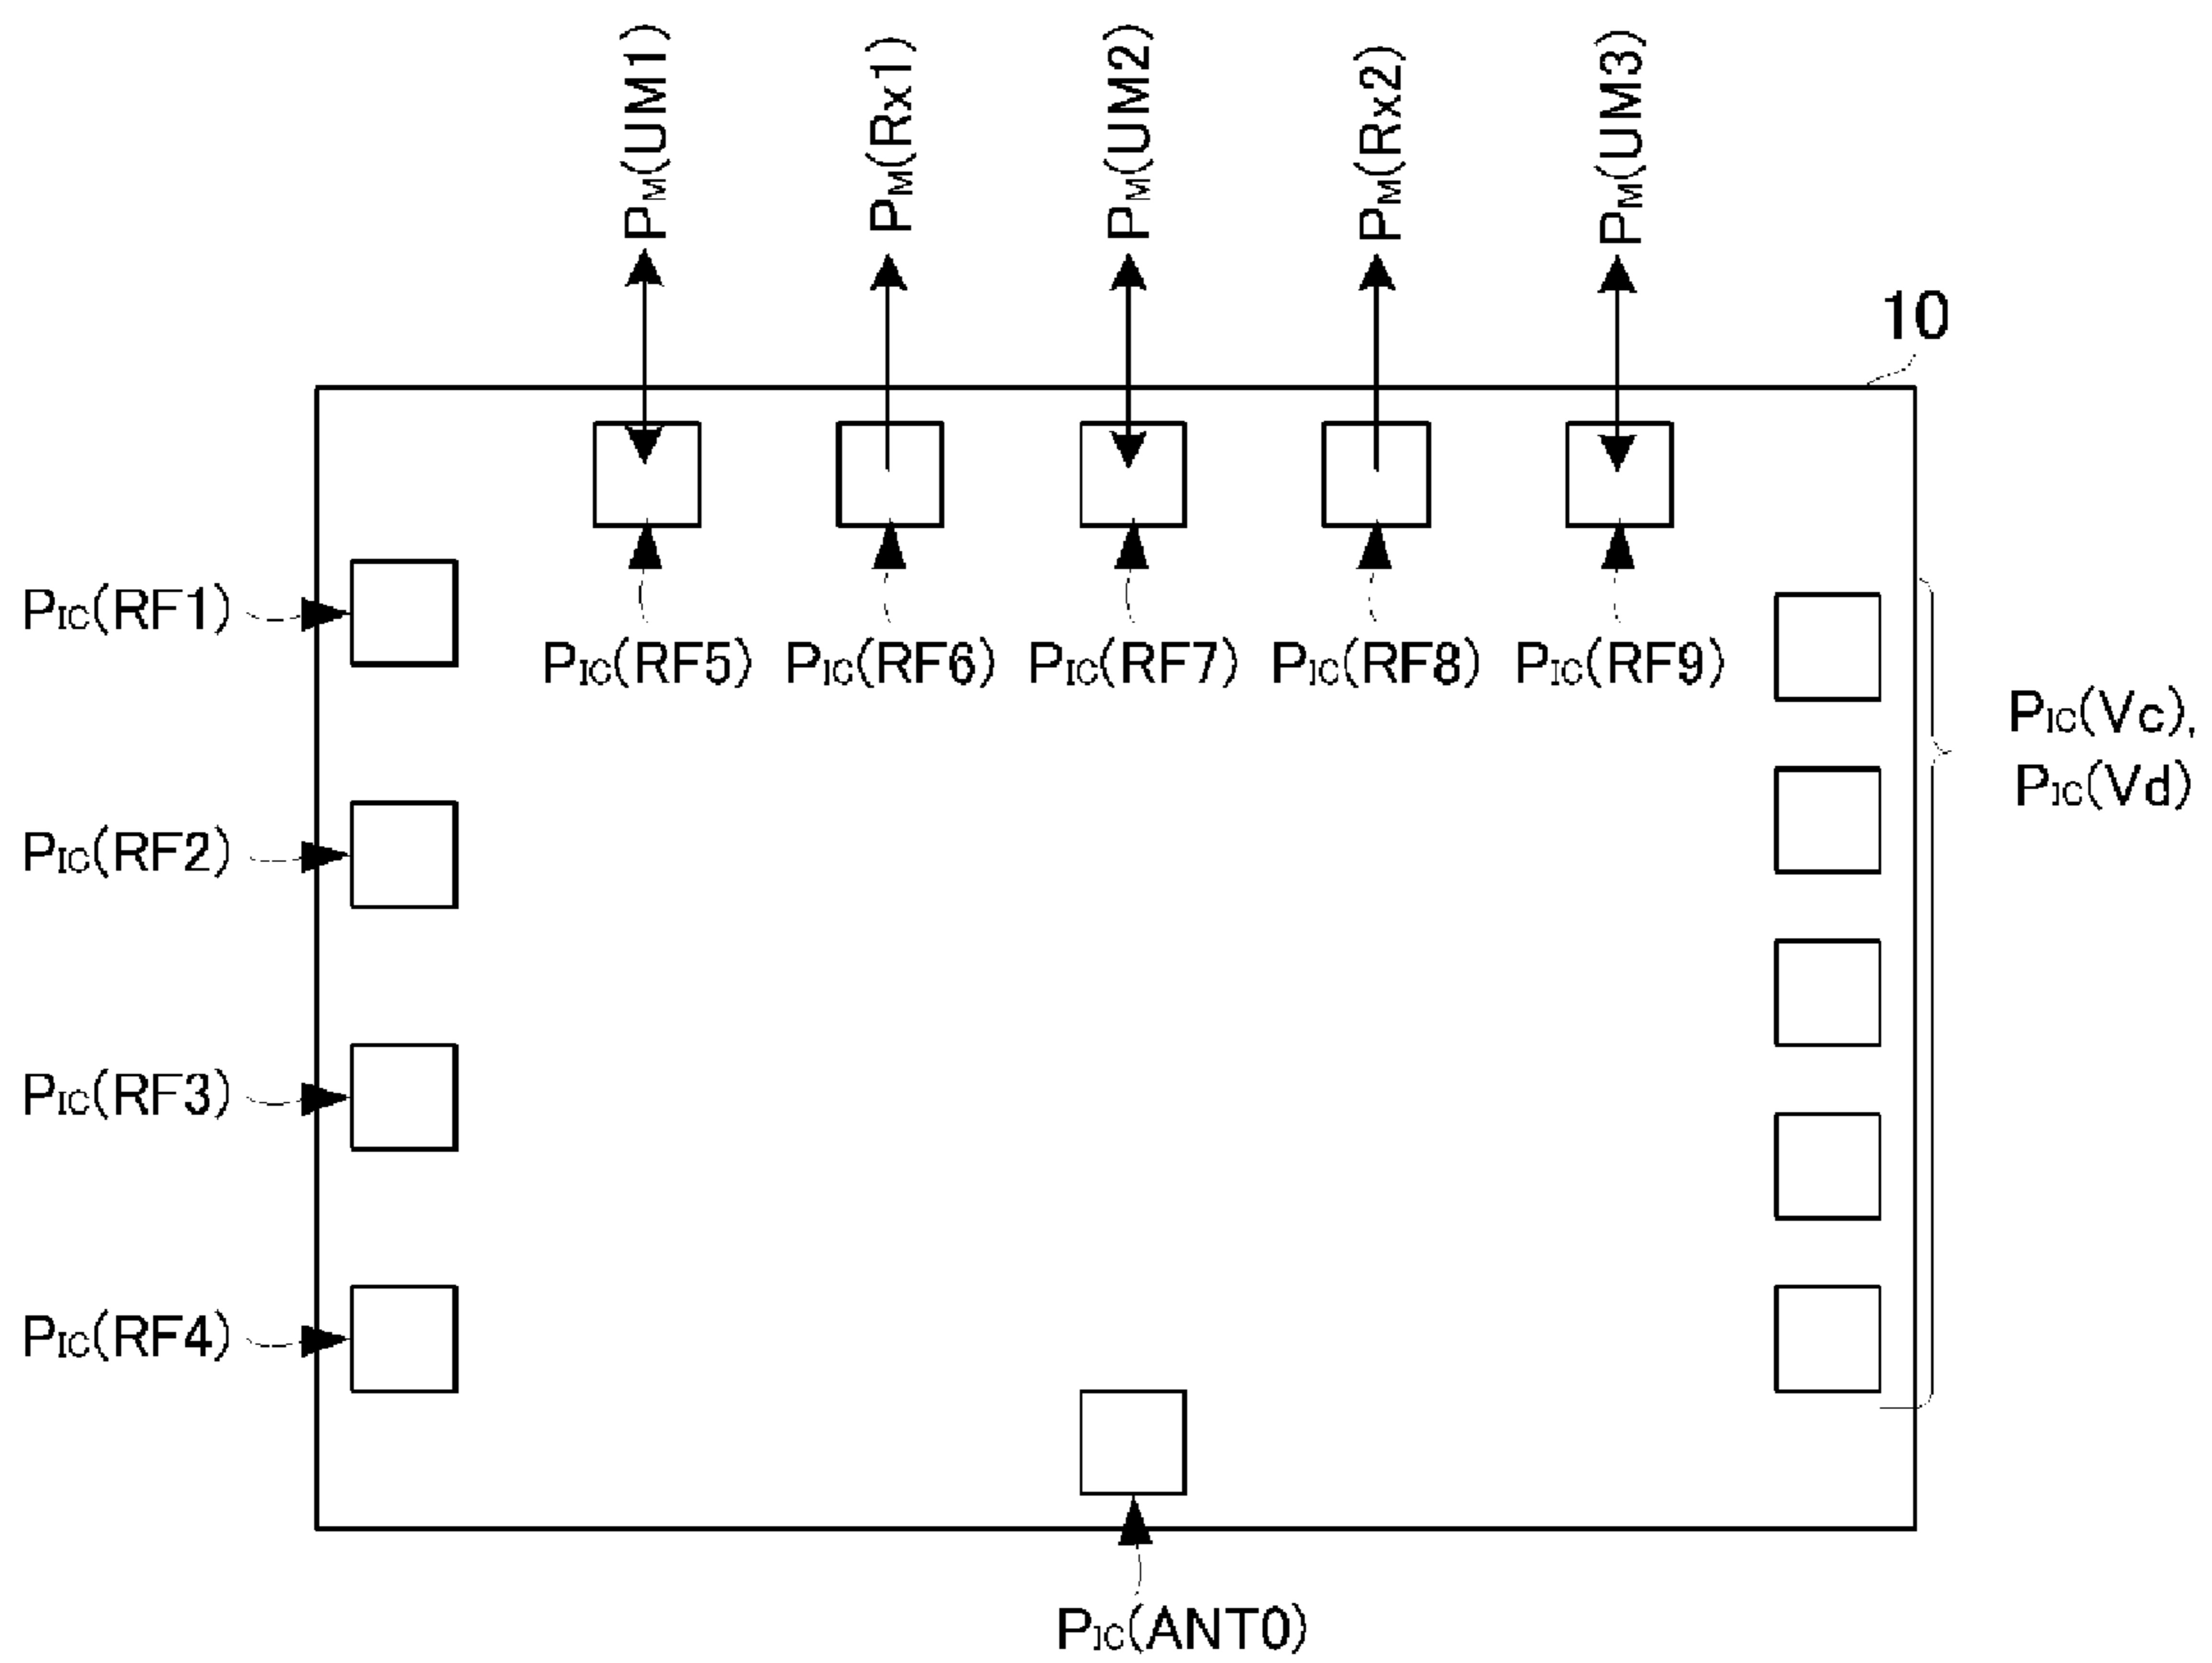 PM(UM1)
PM(Rx1)
PM(UM2)
PM(Rx2)
PM(UM3)
10
PIC(RF1)
PIC(RF5)
PIC(RF6)
PIC(RF7)
PIC(RF8)
PIC(RF9)
PIC(Vc),
PIC(Vd)
PIC(RF2)
PIC(RF3)
PIC(RF4)
PIC(ANT0)